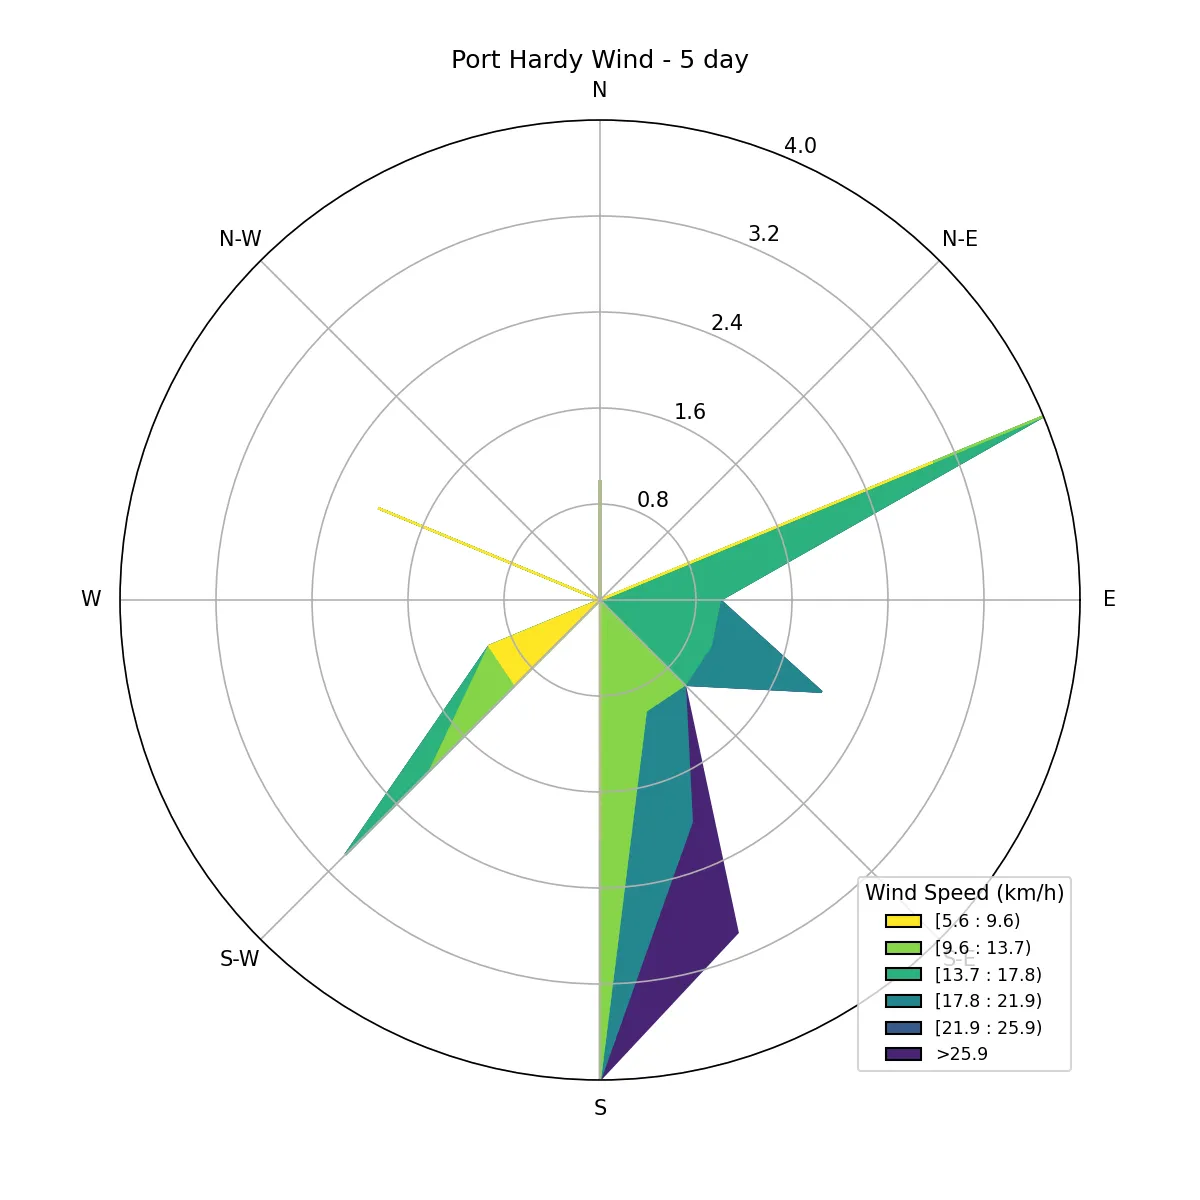 Port Hardy Wind - 5 day
N
4.0
N-W
3.2
N-E
2.4
1.6
0.8
W
E
Wind Speed (km/h)
[5.6 : 9.6)
[9.6 : 13.7)
S-W
S-E
[13.7 : 17.8)
[17.8 : 21.9)
[21.9 : 25.9)
>25.9
S